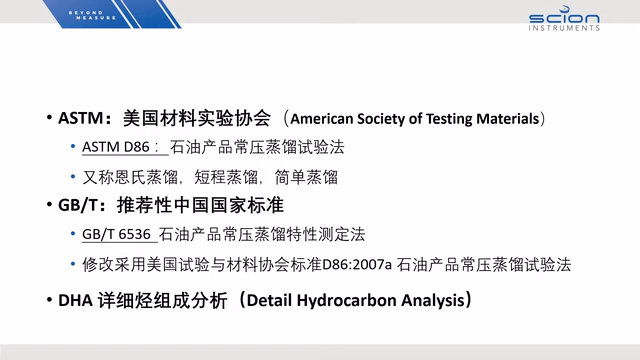 BEYOND
MEASURE
scion
INSTRUMENTS
• ASTM：美国材料实验协会（American Society of Testing Materials）
• ASTM D86： 石油产品常压蒸馏试验法
• 又称恩氏蒸馏，短程蒸馏，简单蒸馏
• GB/T：推荐性中国国家标准
• GB/T 6536 石油产品常压蒸馏特性测定法
• 修改采用美国试验与材料协会标准D86:2007a 石油产品常压蒸馏试验法
• DHA 详细烃组成分析（Detail Hydrocarbon Analysis）